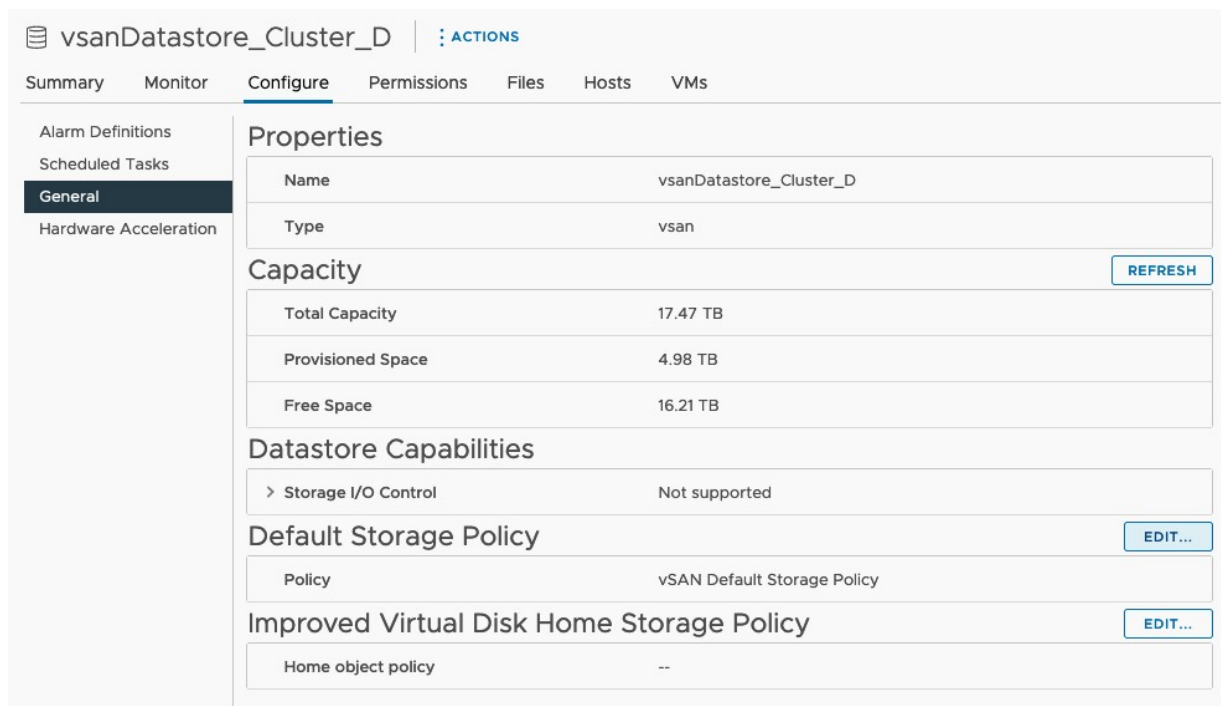 vsanDatastore_Cluster_D ACTIONS
Summary Monitor Configure Permissions Files Hosts VMs
Alarm Definitions
Scheduled Tasks
General
Hardware Acceleration
Properties
Name vsanDatastore_Cluster_D
Type vsan
Capacity REFRESH
Total Capacity 17.47 TB
Provisioned Space 4.98 TB
Free Space 16.21 TB
Datastore Capabilities
Storage I/O Control Not supported
Default Storage Policy EDIT...
Policy vSAN Default Storage Policy
Improved Virtual Disk Home Storage Policy EDIT...
Home object policy --